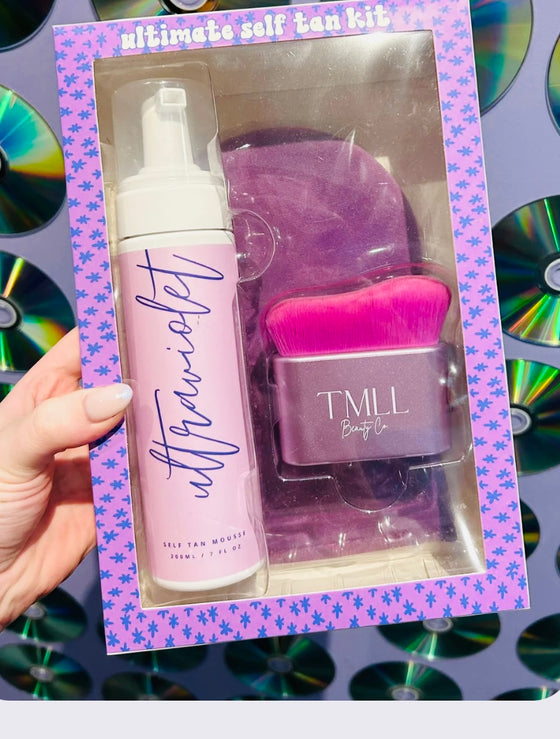 ultimate self tan kit
ultraviolet
SELF TAN MOUSSE
200ML / 7 FL OZ
TMLL
Beauty Co